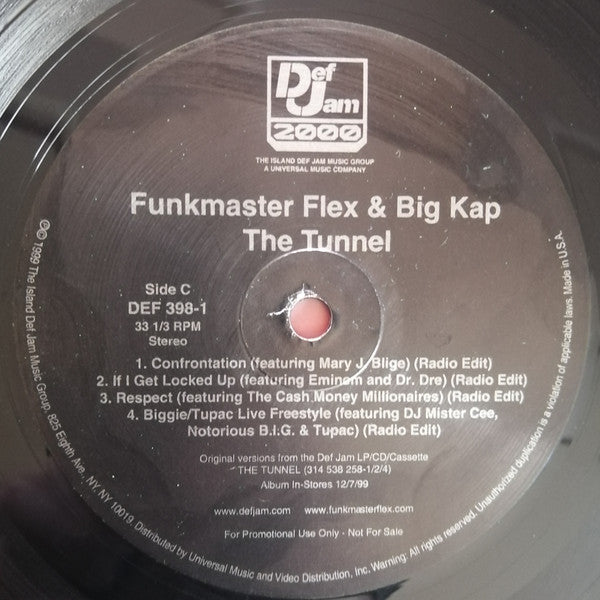 Def
Jam
2000
THE ISLAND DEF JAM MUSIC GROUP
A UNIVERSAL MUSIC COMPANY
Funkmaster Flex & Big Kap
The Tunnel
Side C
DEF 398-1
33 1/3 RPM
Stereo
1. Confrontation (featuring Mary J. Blige) (Radio Edit)
2. If I Get Locked Up (featuring Eminem and Dr. Dre) (Radio Edit)
3. Respect (featuring The Cash Money Millionaires) (Radio Edit)
4. Biggie/Tupac Live Freestyle (featuring DJ Mister Cee,
Notorious B.I.G. & Tupac) (Radio Edit)
Original versions from the Def Jam LP/CD/Cassette
THE TUNNEL (314 538 258-1/2/4)
Album In-Stores 12/7/99
www.defjam.com www.funkmasterflex.com
For Promotional Use Only - Not For Sale
℗© 1999 The Island Def Jam Music Group, 825 Eighth Ave., NY, NY 10019. Distributed by Universal Music and Video Distribution, Inc. Warning: All rights reserved. Unauthorized duplication is a violation of applicable laws. Made in U.S.A.